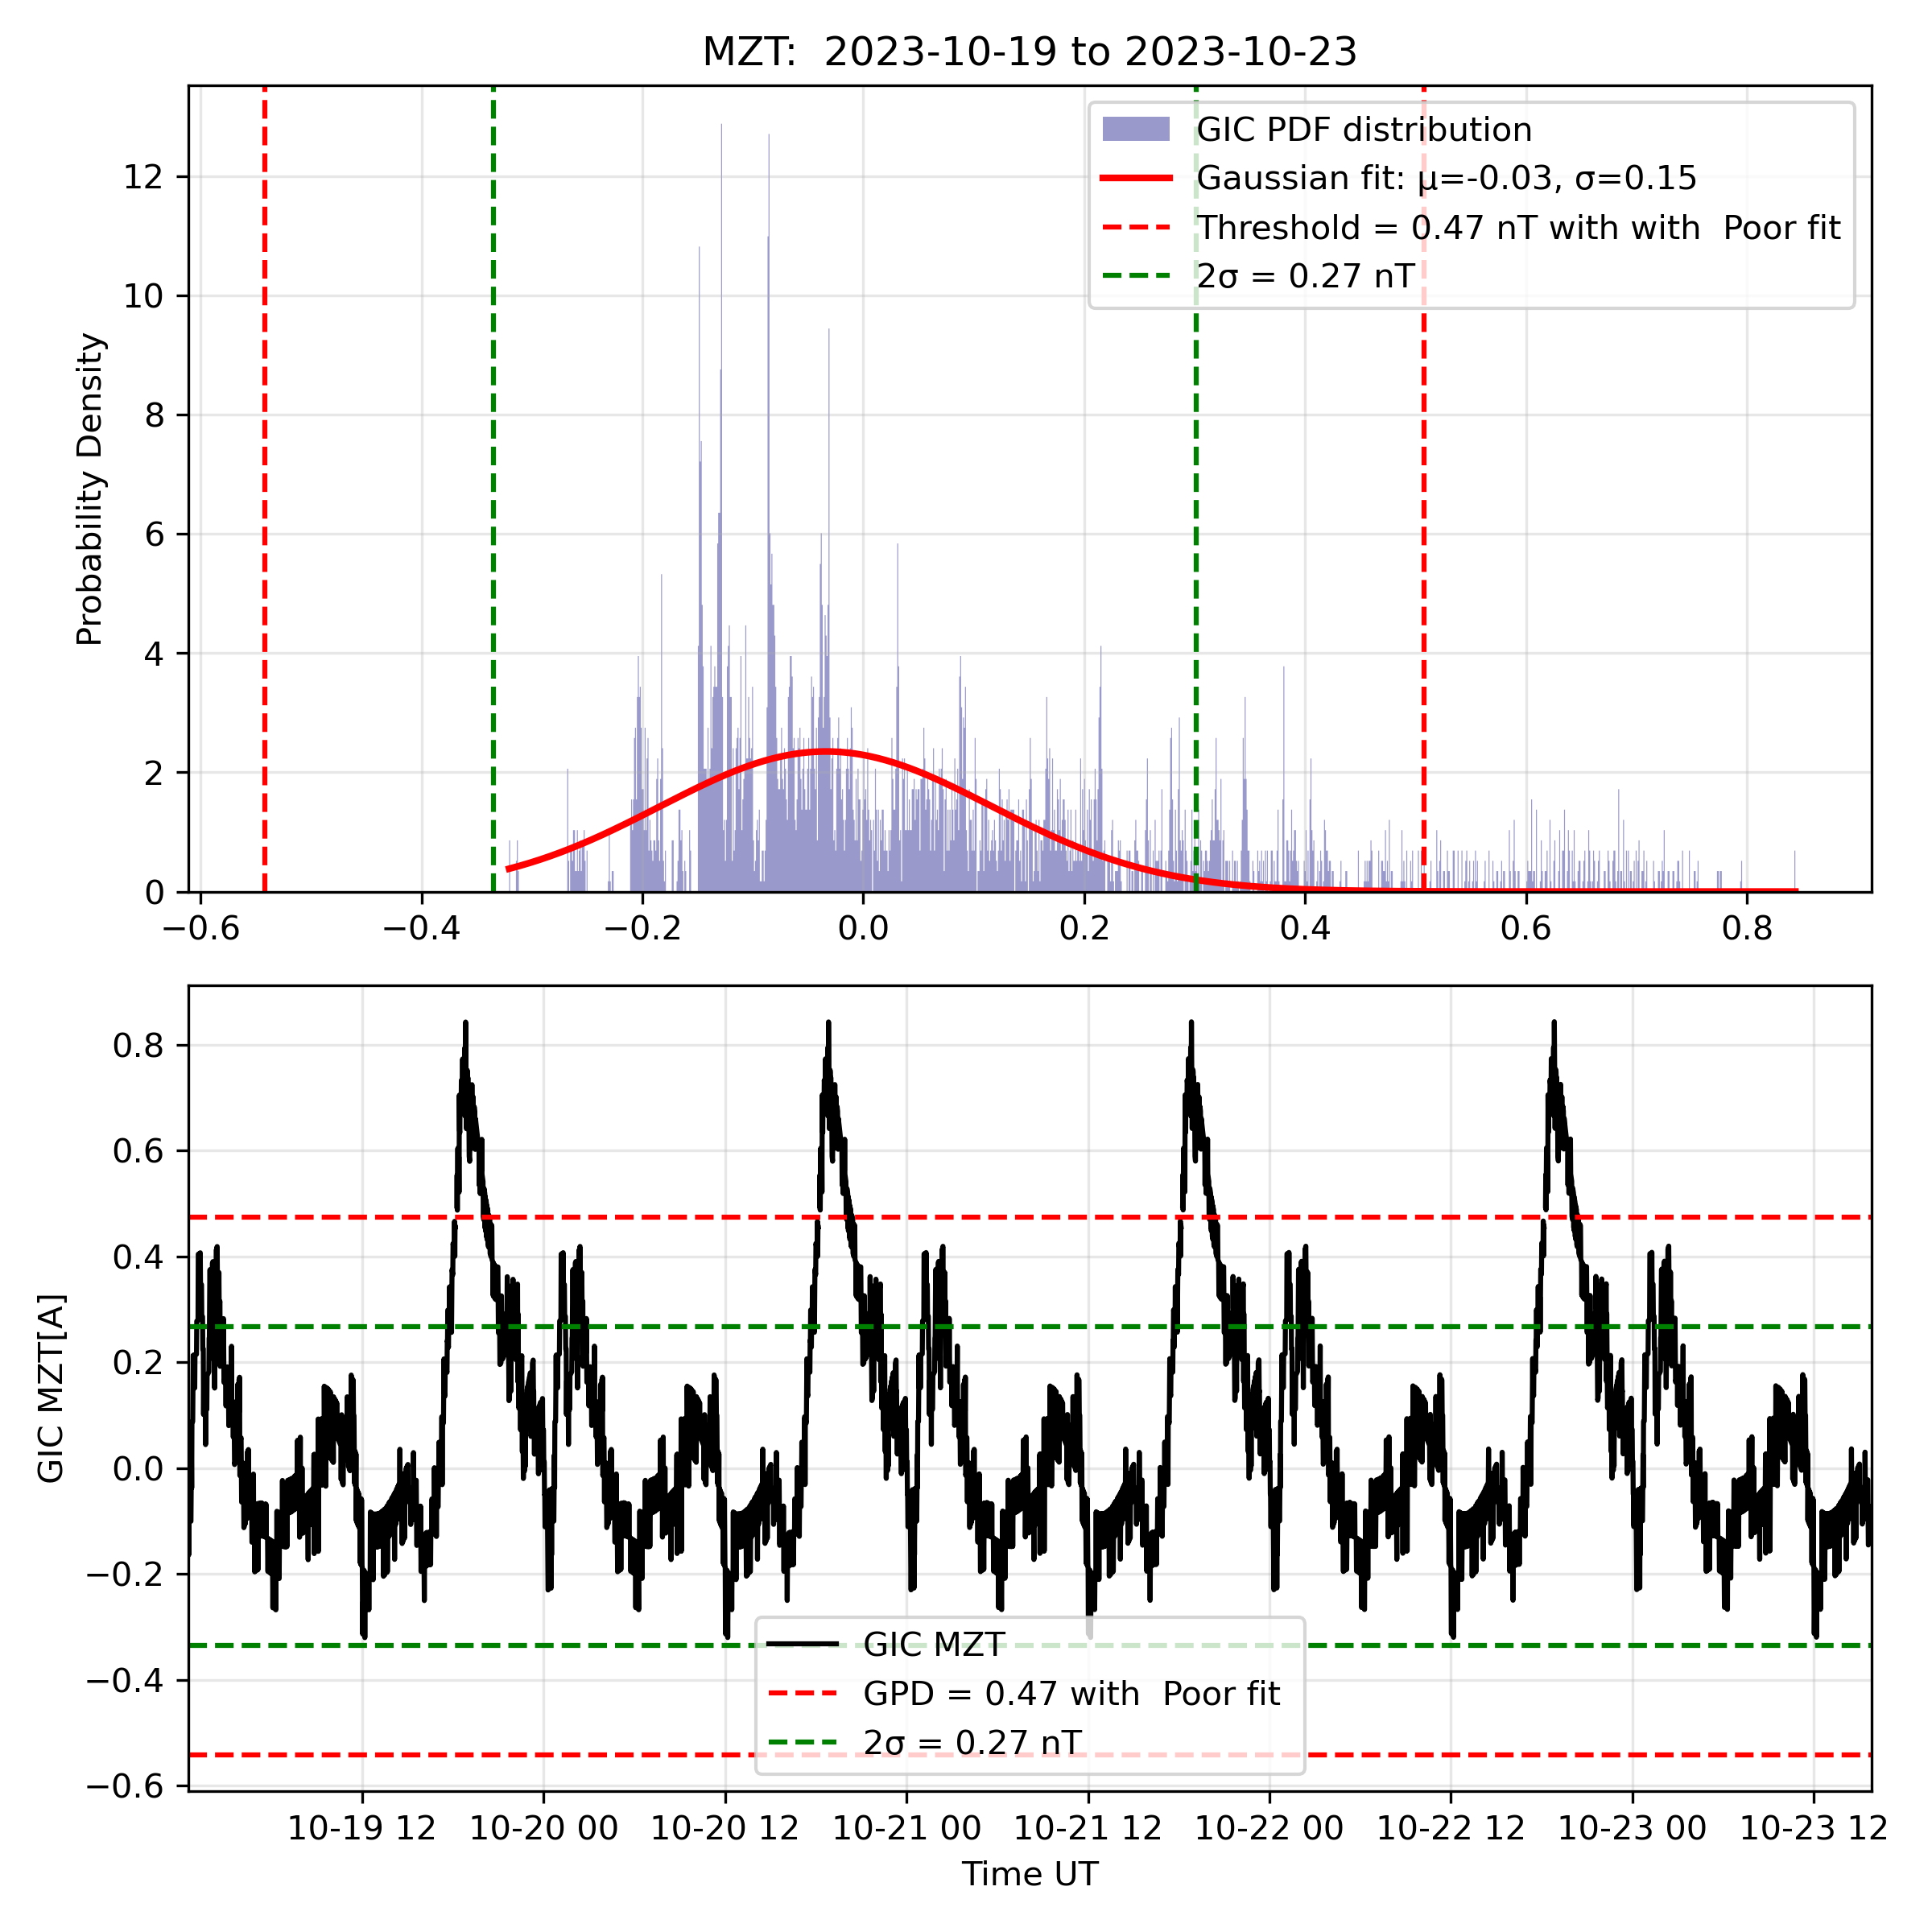 MZT:  2023-10-19 to 2023-10-23
Probability Density
12
10
8
6
4
2
0
−0.6
−0.4
−0.2
0.0
0.2
0.4
0.6
0.8
GIC PDF distribution
Gaussian fit: μ=-0.03, σ=0.15
Threshold = 0.47 nT with with  Poor fit
2σ = 0.27 nT
GIC MZT[A]
0.8
0.6
0.4
0.2
0.0
−0.2
−0.4
−0.6
GIC MZT
GPD = 0.47 with  Poor fit
2σ = 0.27 nT
10-19 12
10-20 00
10-20 12
10-21 00
10-21 12
10-22 00
10-22 12
10-23 00
10-23 12
Time UT